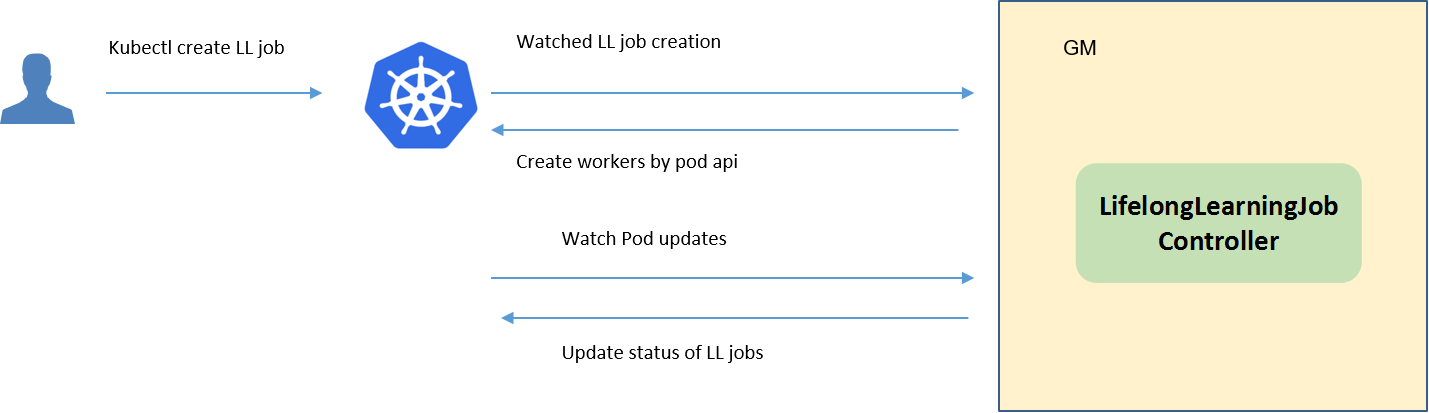 Kubectl create LL job
Watched LL job creation
GM
Create workers by pod api
LifelongLearningJob
Controller
Watch Pod updates
Update status of LL jobs